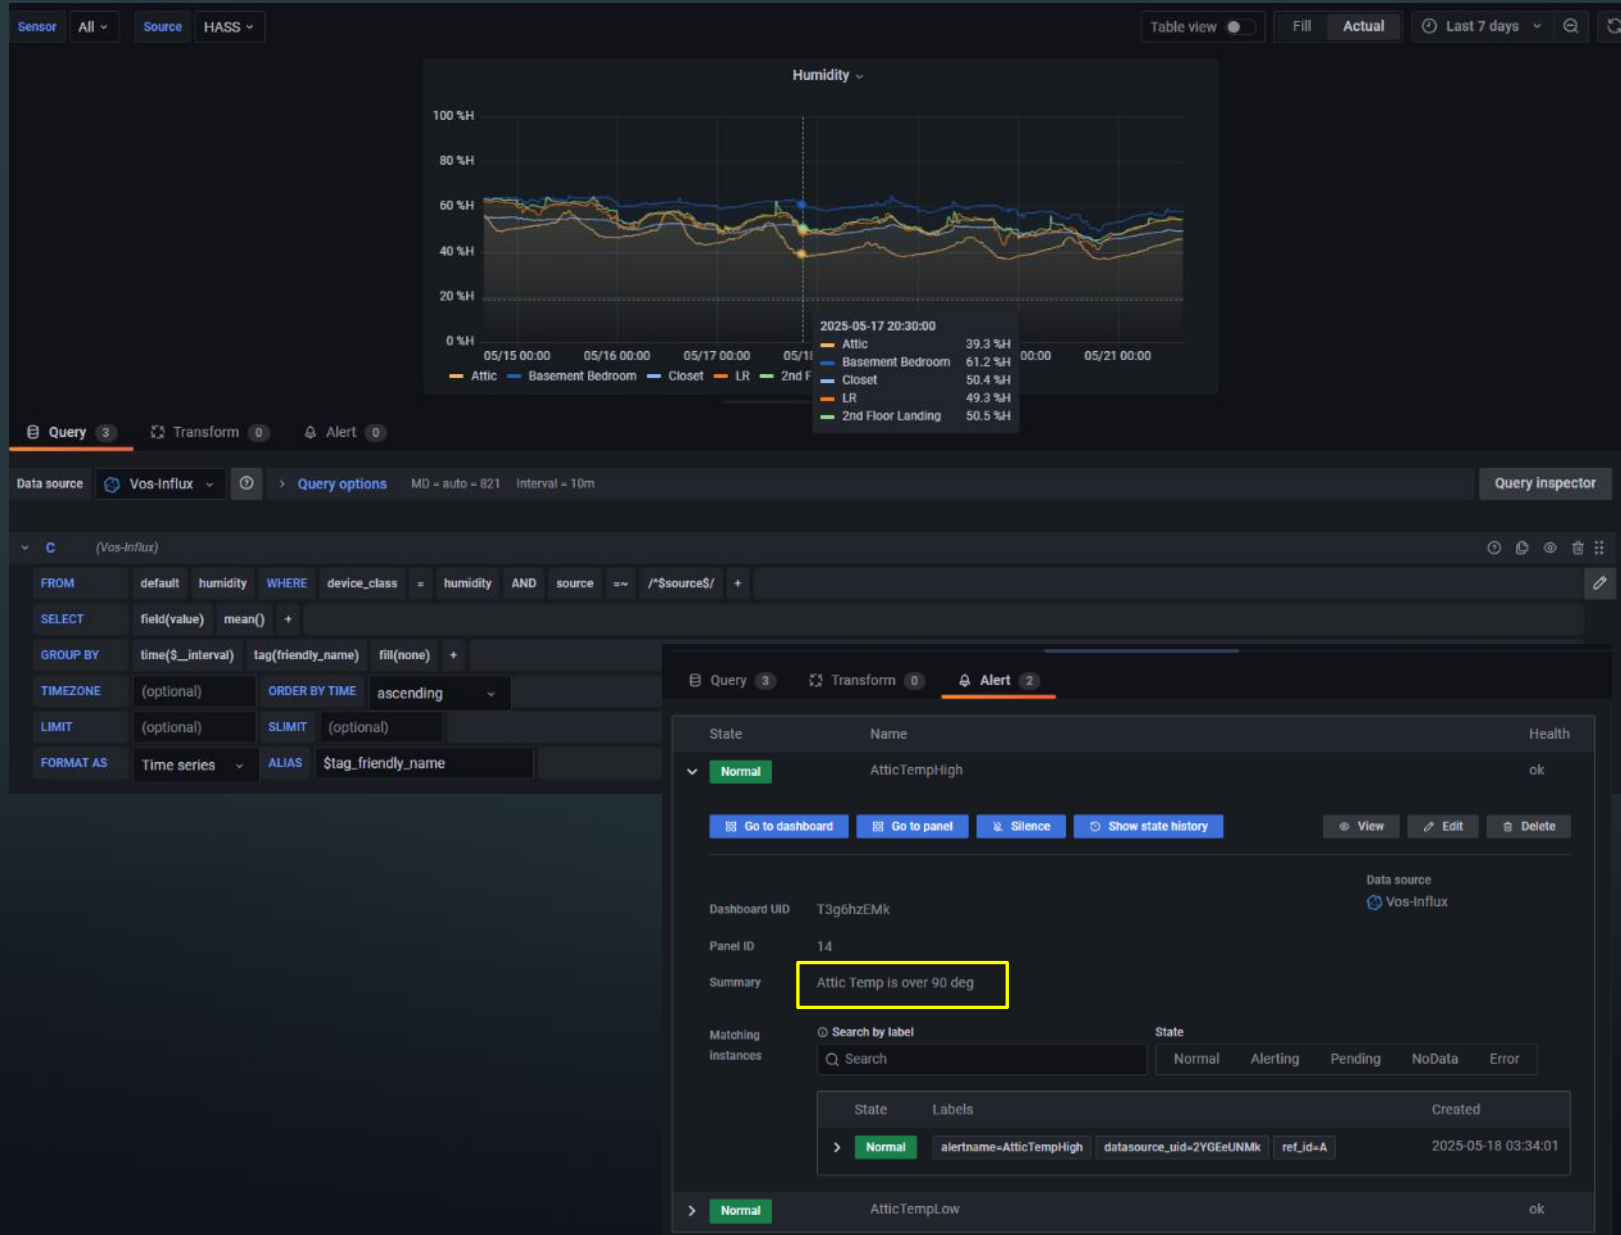 Sensor All Source HASS Table view Fill Actual Last 7 days
Humidity
100 %H
80 %H
60 %H
40 %H
20 %H
0 %H
05/15 00:00 05/16 00:00 05/17 00:00 05/18 00:00 05/21 00:00
Attic Basement Bedroom Closet LR 2nd F
2025-05-17 20:30:00
Attic 39.3 %H
Basement Bedroom 61.2 %H
Closet 50.4 %H
LR 49.3 %H
2nd Floor Landing 50.5 %H
Query 3 Transform 0 Alert 0
Data source Vos-Influx Query options MD = auto = 821 Interval = 10m Query inspector
C (Vos-Influx)
FROM default humidity WHERE device_class = humidity AND source =~ /^$source$/ +
SELECT field(value) mean() +
GROUP BY time($__interval) tag(friendly_name) fill(none) +
TIMEZONE (optional) ORDER BY TIME ascending
LIMIT (optional) SLIMIT (optional)
FORMAT AS Time series ALIAS $tag_friendly_name
Query 3 Transform 0 Alert 2
State Name Health
Normal AtticTempHigh ok
Go to dashboard Go to panel Silence Show state history View Edit Delete
Data source
Vos-Influx
Dashboard UID T3g6hzEMk
Panel ID 14
Summary Attic Temp is over 90 deg
Matching instances
Search by label State
Search Normal Alerting Pending NoData Error
State Labels Created
Normal alertname=AtticTempHigh datasource_uid=2YGEeUNMk ref_id=A 2025-05-18 03:34:01
Normal AtticTempLow ok